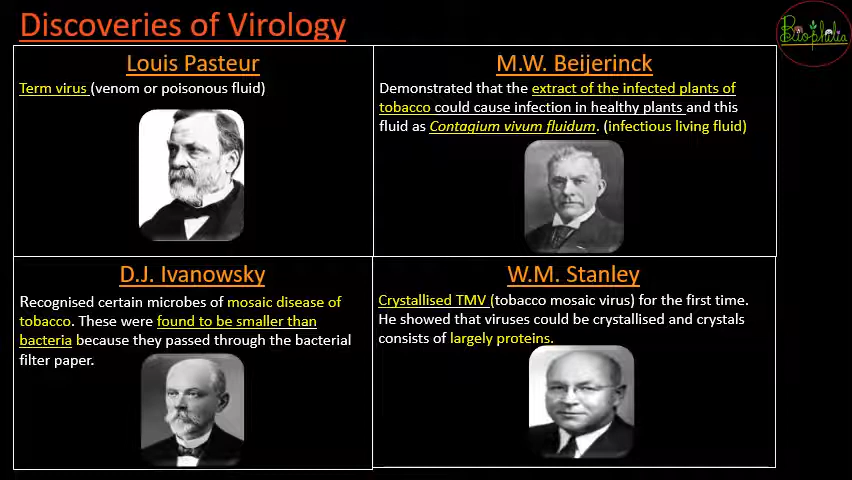 Discoveries of Virology
Biophilia
Louis Pasteur
Term virus (venom or poisonous fluid)
M.W. Beijerinck
Demonstrated that the extract of the infected plants of
tobacco could cause infection in healthy plants and this
fluid as Contagium vivum fluidum. (infectious living fluid)
D.J. Ivanowsky
Recognised certain microbes of mosaic disease of
tobacco. These were found to be smaller than
bacteria because they passed through the bacterial
filter paper.
W.M. Stanley
Crystallised TMV (tobacco mosaic virus) for the first time.
He showed that viruses could be crystallised and crystals
consists of largely proteins.